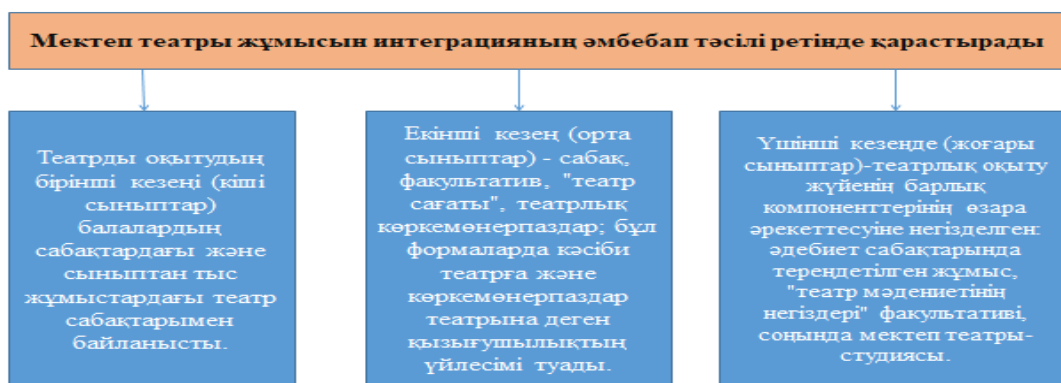 Мектеп театры жұмысын интеграцияның әмбебап тәсілі ретінде қарастырады
Театрды оқытудың
бірінші кезеңі (кіші
сыныптар)
балалардың
сабақтардағы және
сыныптан тыс
жұмыстардағы театр
сабақтарымен
байланысты.
Екінші кезең (орта
сыныптар) - сабақ,
факультатив, "театр
сағаты", театрлық
көркемөнерпаздар; бұл
формаларда кәсіби
театрға және
көркемөнерпаздар
театрына деген
қызығушылықтың
үйлесімі туады.
Үшінші кезеңде (жоғары
сыныптар)-театрлық оқыту
жүйенің барлық
компоненттерінің өзара
әрекеттесуіне негізделген:
әдебиет сабақтарында
тереңдетілген жұмыс,
"театр мәдениетінің
негіздері" факультативі,
соңында мектеп театры-
студиясы.